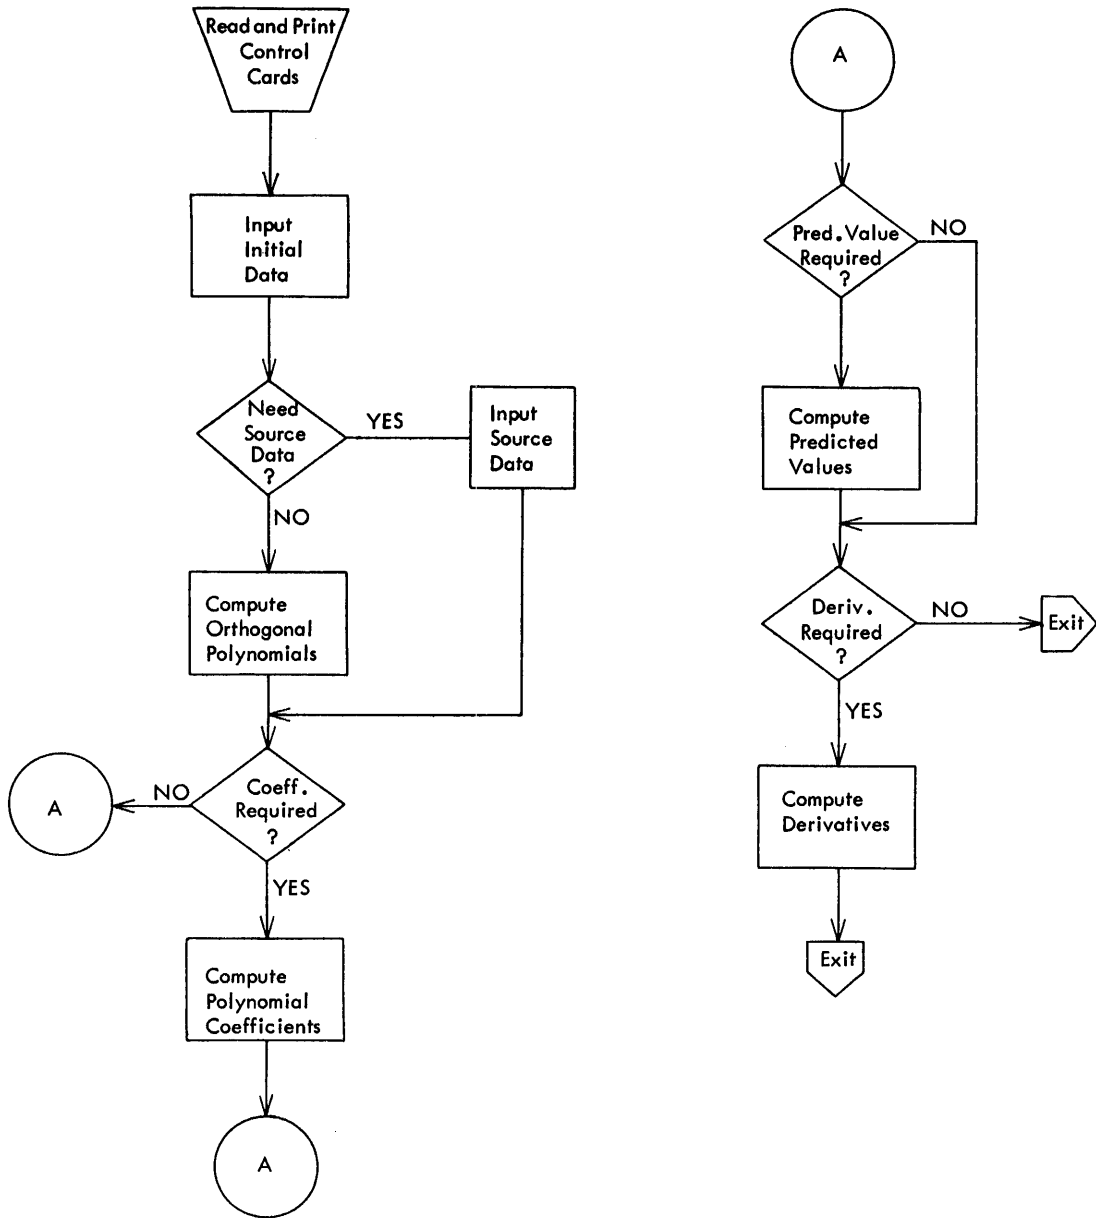 Read and Print
Control
Cards
Input
Initial
Data
Need
Source
Data
?
YES
Input
Source
Data
NO
Compute
Orthogonal
Polynomials
Coeff.
Required
?
NO
A
YES
Compute
Polynomial
Coefficients
A
A
Pred. Value
Required
?
NO
Compute
Predicted
Values
Deriv.
Required
?
NO
Exit
YES
Compute
Derivatives
Exit